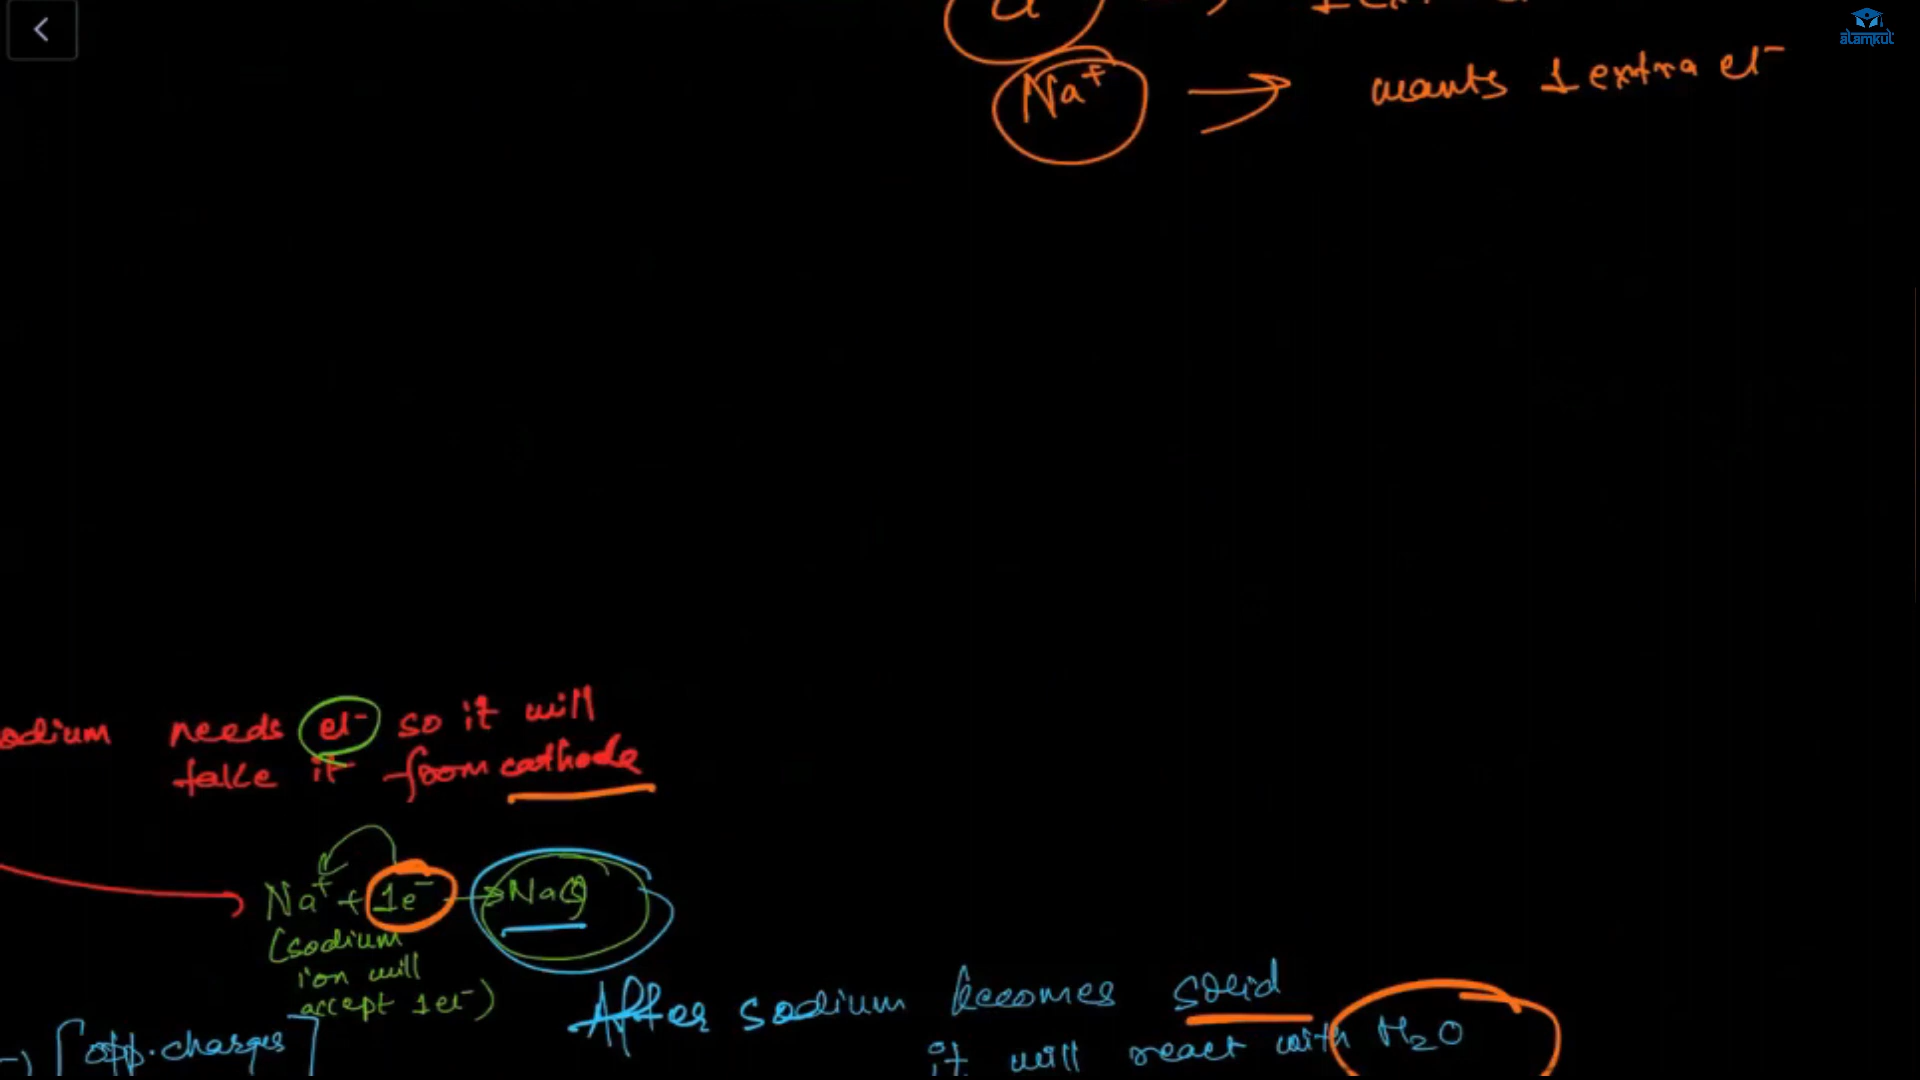 alamkul
Na⁺ → wants 1 extra el⁻
odium needs el⁻ so it will
take it from cathode
Na⁺ + 1e⁻ → Na(s)
(sodium
ion will
accept 1el⁻)
After sodium becomes solid
it will react with H₂O
[opp. charges]